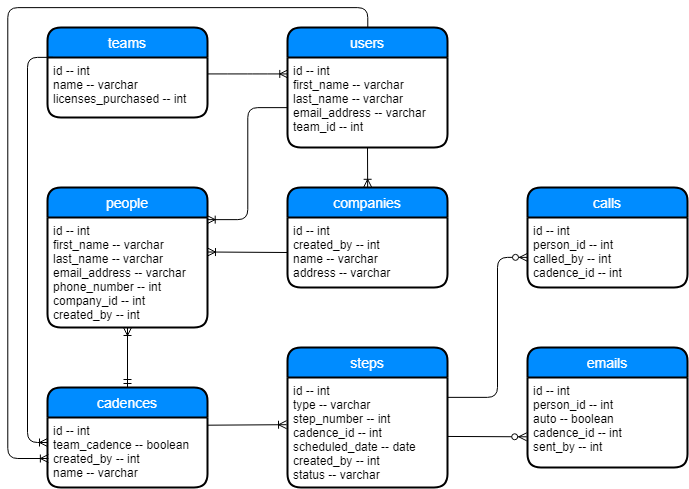 teams
id -- int
name -- varchar
licenses_purchased -- int
users
id -- int
first_name -- varchar
last_name -- varchar
email_address -- varchar
team_id -- int
people
id -- int
first_name -- varchar
last_name -- varchar
email_address -- varchar
phone_number -- int
company_id -- int
created_by -- int
companies
id -- int
created_by -- int
name -- varchar
address -- varchar
calls
id -- int
person_id -- int
called_by -- int
cadence_id -- int
cadences
id -- int
team_cadence -- boolean
created_by -- int
name -- varchar
steps
id -- int
type -- varchar
step_number -- int
cadence_id -- int
scheduled_date -- date
created_by -- int
status -- varchar
emails
id -- int
person_id -- int
auto -- boolean
cadence_id -- int
sent_by -- int